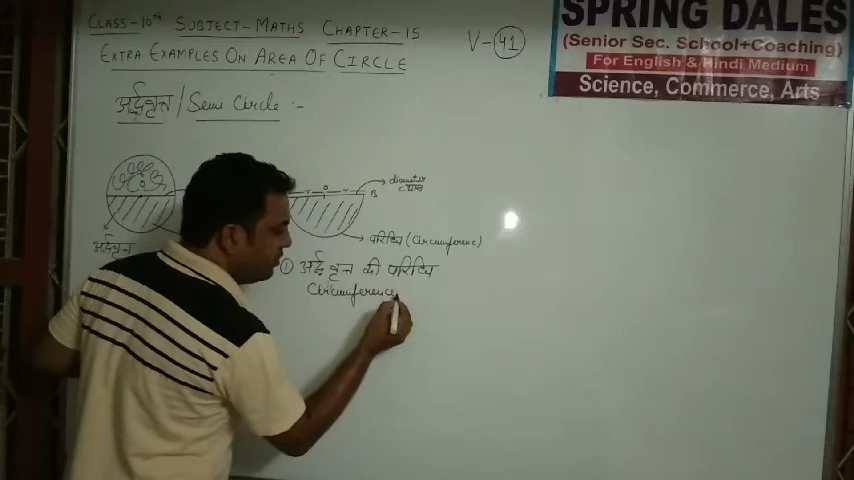 CLASS-10th SUBJECT-MATHS CHAPTER-15
EXTRA EXAMPLES ON AREA OF CIRCLE
V-41
SPRING DALES
(Senior Sec. School+Coaching)
For English & Hindi Medium
Science, Commerce, Arts
अर्द्धवृत्त / Semi Circle :-
r O r B
diameter
= व्यास
अर्द्धवृत्त
परिधि (Circumference)
① अर्द्धवृत्त की परिधि
Circumference